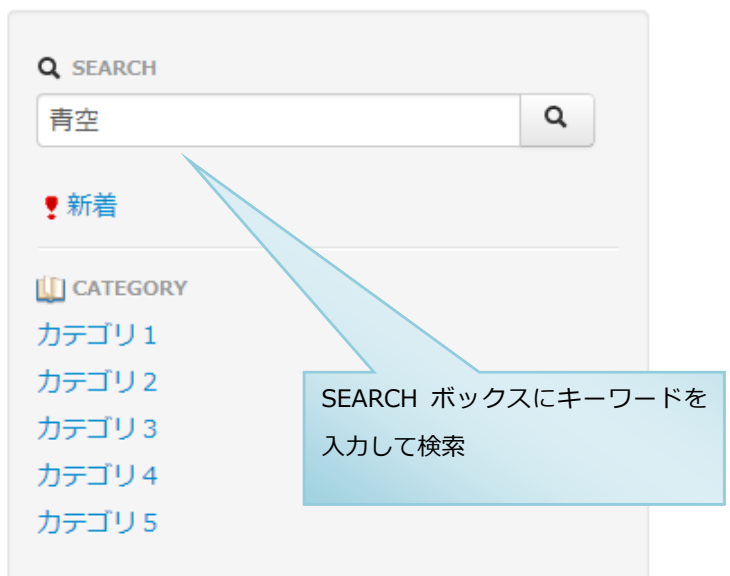 SEARCH
青空
新着
CATEGORY
カテゴリ1
カテゴリ2
カテゴリ3
カテゴリ4
カテゴリ5
SEARCH ボックスにキーワードを
入力して検索